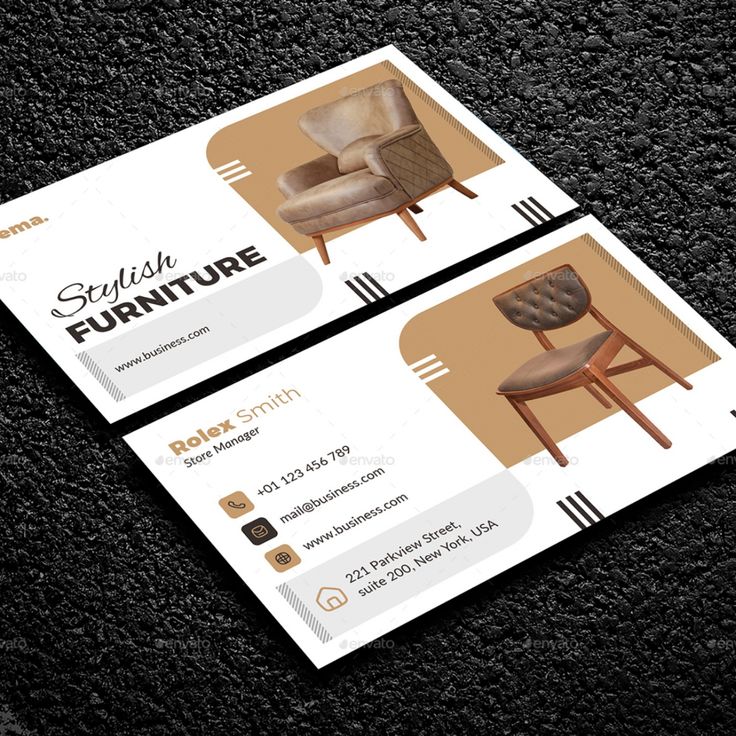 ema.
Stylish
FURNITURE
www.business.com
Rolex Smith
Store Manager
+01 123 456 789
mail@business.com
www.business.com
221 Parkview Street,
suite 200, New York, USA
envato